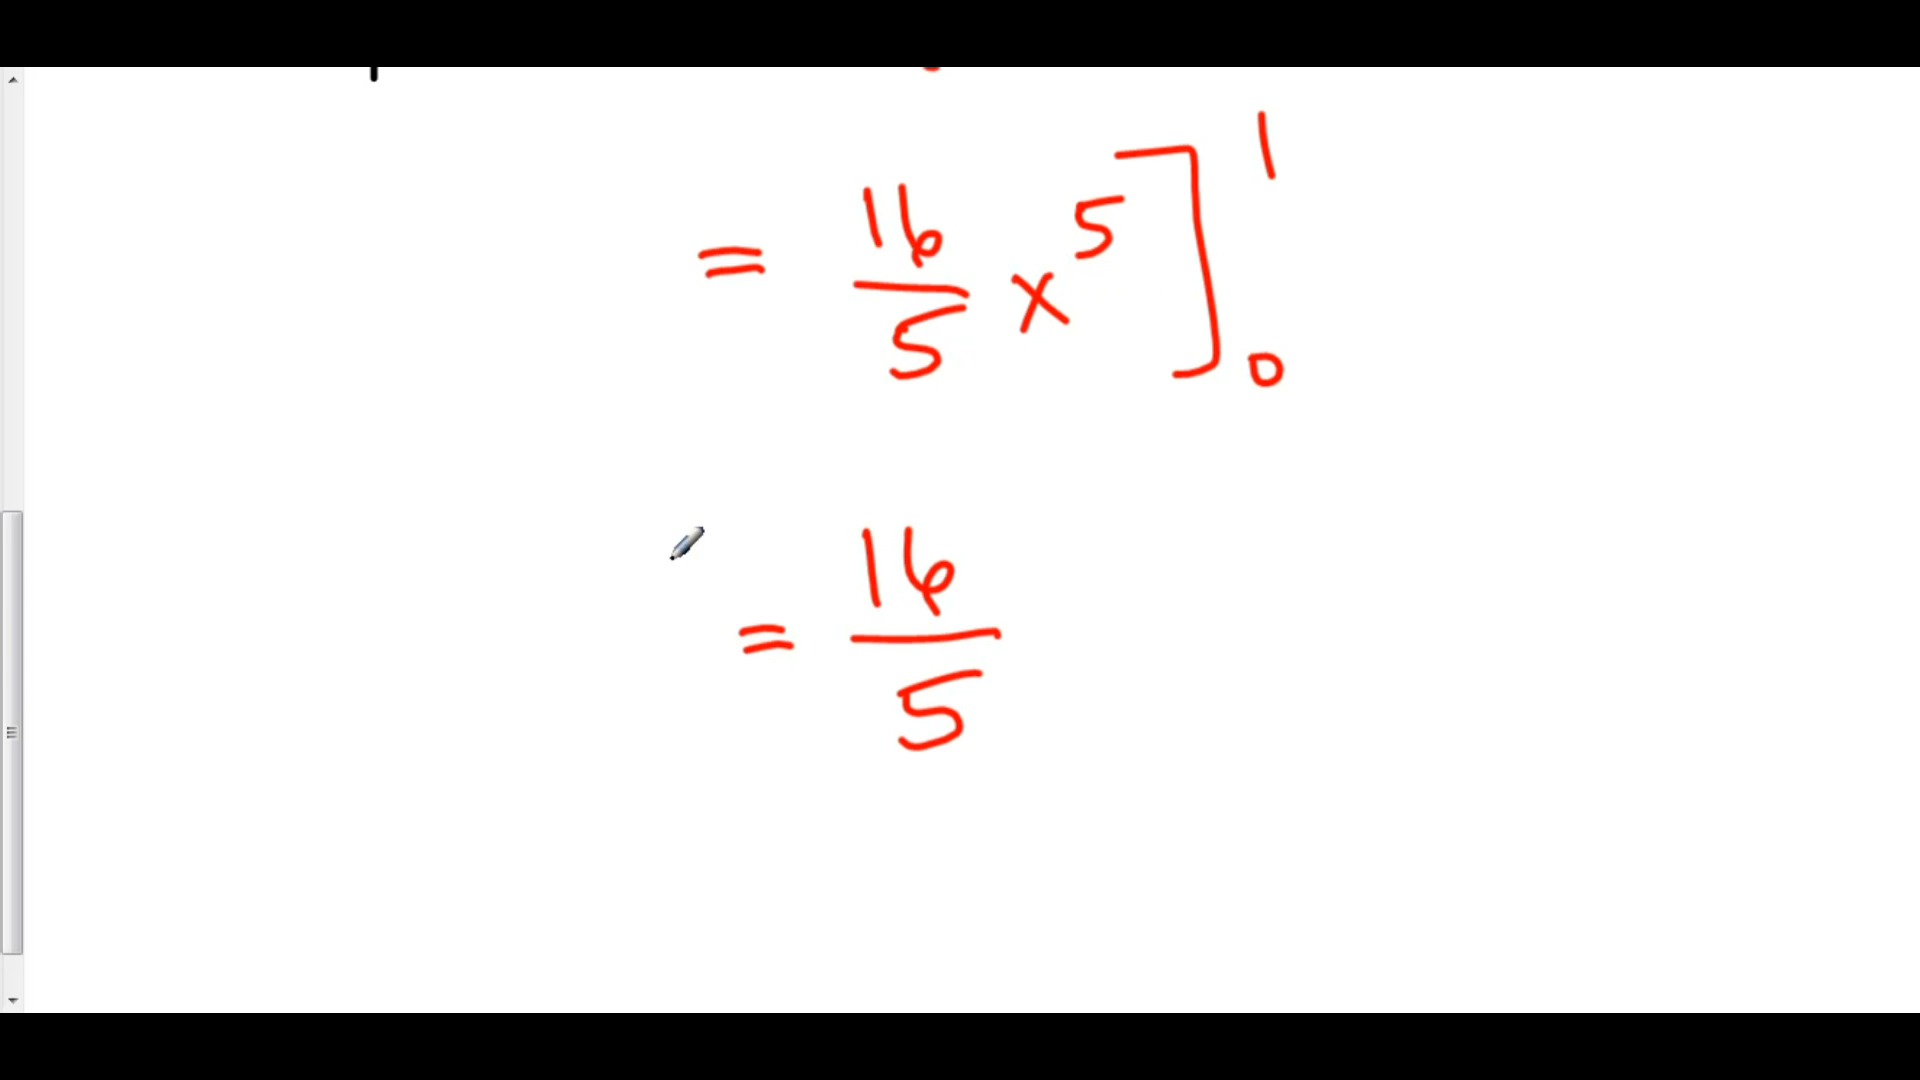 = 16/5 x^5 ]_0^1
= 16/5